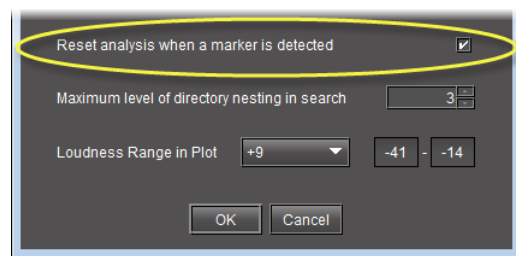 Reset analysis when a marker is detected
Maximum level of directory nesting in search 3
Loudness Range in Plot +9 -41 - -14
OK Cancel